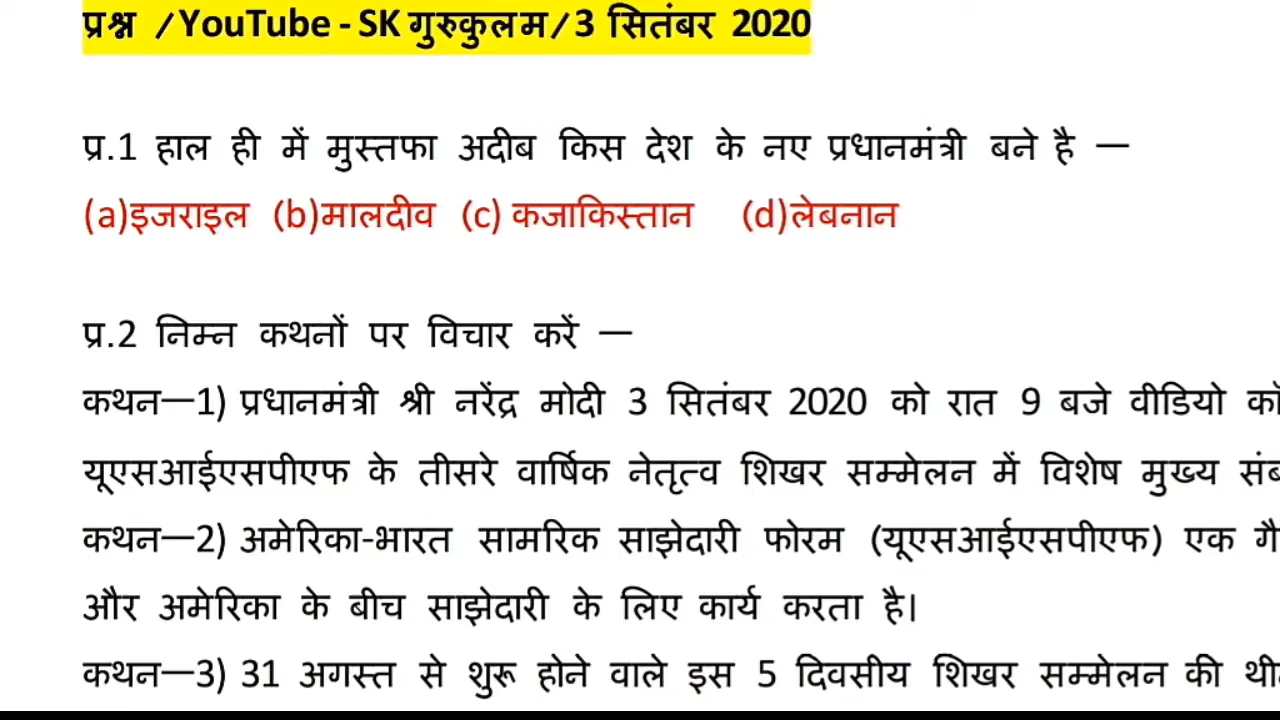 प्रश्न /YouTube - SK गुरुकुलम/3 सितंबर 2020
प्र.1 हाल ही में मुस्तफा अदीब किस देश के नए प्रधानमंत्री बने है —
(a)इजराइल (b)मालदीव (c) कजाकिस्तान (d)लेबनान
प्र.2 निम्न कथनों पर विचार करें —
कथन—1) प्रधानमंत्री श्री नरेंद्र मोदी 3 सितंबर 2020 को रात 9 बजे वीडियो
यूएसआईएसपीएफ के तीसरे वार्षिक नेतृत्व शिखर सम्मेलन में विशेष मुख्य
कथन—2) अमेरिका-भारत सामरिक साझेदारी फोरम (यूएसआईएसपीएफ) एक
और अमेरिका के बीच साझेदारी के लिए कार्य करता है।
कथन—3) 31 अगस्त से शुरू होने वाले इस 5 दिवसीय शिखर सम्मेलन की